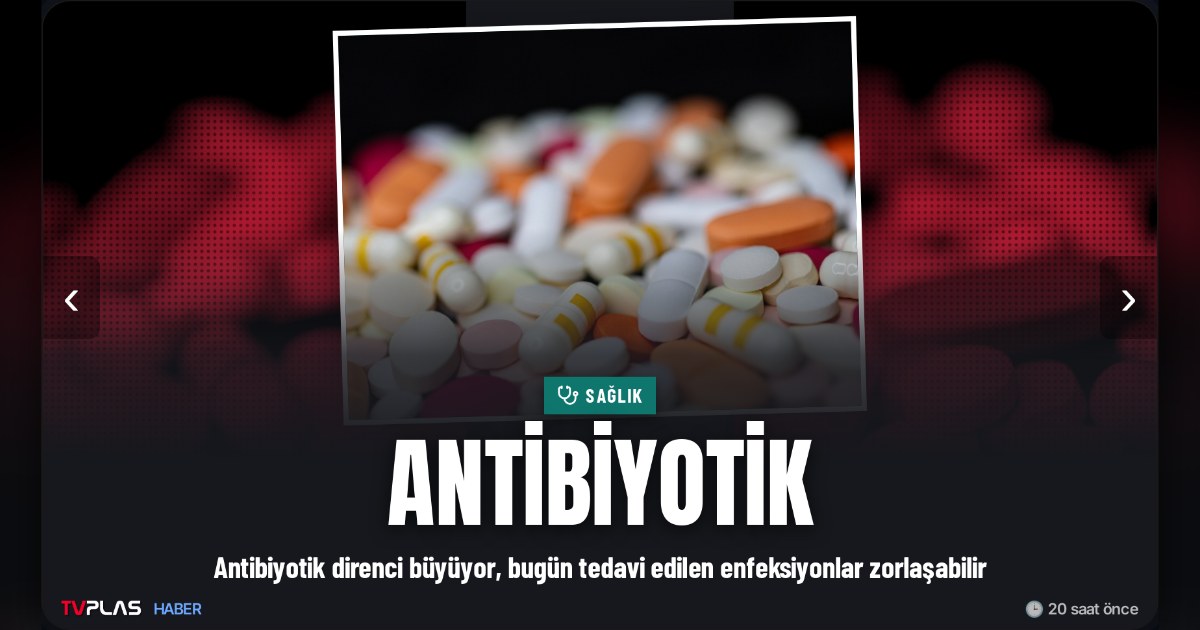 SAĞLIK
ANTİBİYOTİK
Antibiyotik direnci büyüyor, bugün tedavi edilen enfeksiyonlar zorlaşabilir
TVPLAS HABER
20 saat önce